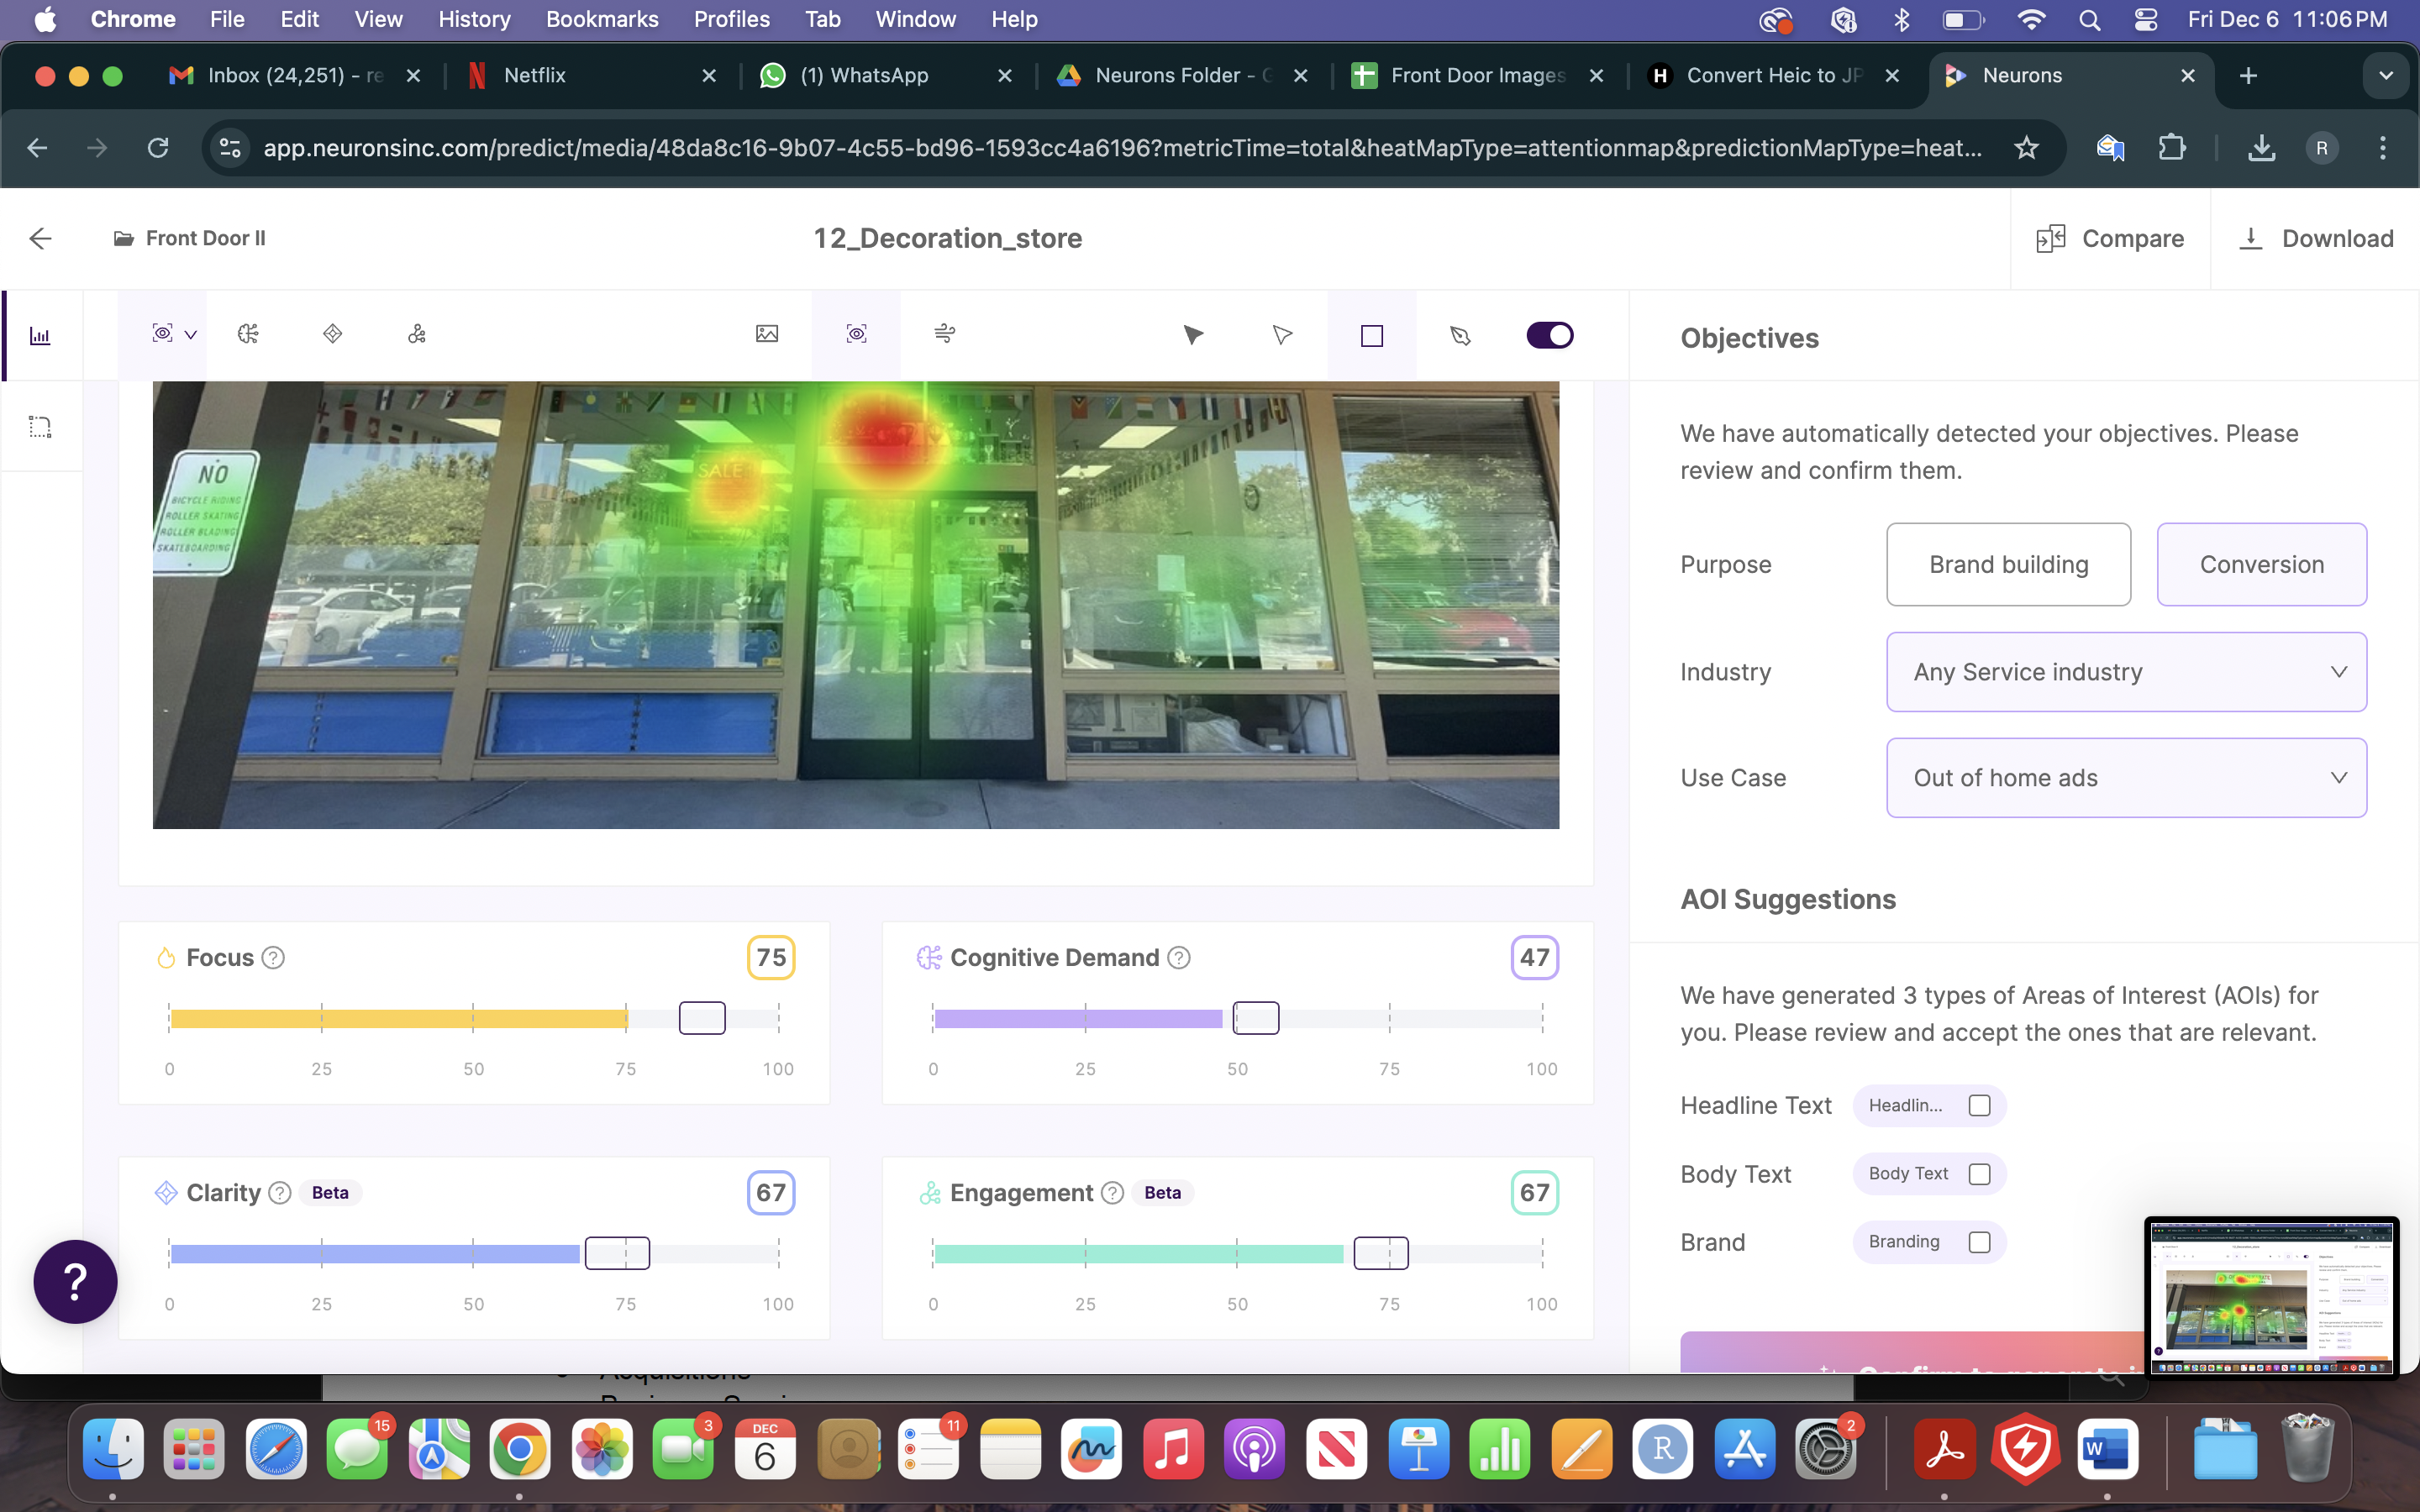 Chrome File Edit View History Bookmarks Profiles Tab Window Help Fri Dec 6 11:06 PM
Inbox (24,251) - re Netflix (1) WhatsApp Neurons Folder - Front Door Images Convert Heic to JP Neurons
app.neuronsinc.com/predict/media/48da8c16-9b07-4c55-bd96-1593cc4a6196?metricTime=total&heatMapType=attentionmap&predictionMapType=heat... R
Front Door II 12_Decoration_store Compare Download
NO
BICYCLE RIDING
ROLLER SKATING
ROLLER BLADING
SKATEBOARDING
SALE
Objectives
We have automatically detected your objectives. Please
review and confirm them.
Purpose Brand building Conversion
Industry Any Service industry
Use Case Out of home ads
AOI Suggestions
We have generated 3 types of Areas of Interest (AOIs) for
you. Please review and accept the ones that are relevant.
Headline Text Headlin...
Body Text Body Text
Brand Branding
Focus ? 75
0 25 50 75 100
Cognitive Demand ? 47
0 25 50 75 100
Clarity ? Beta 67
0 25 50 75 100
Engagement ? Beta 67
0 25 50 75 100
?
15 3 DEC 6 11 R 2 W